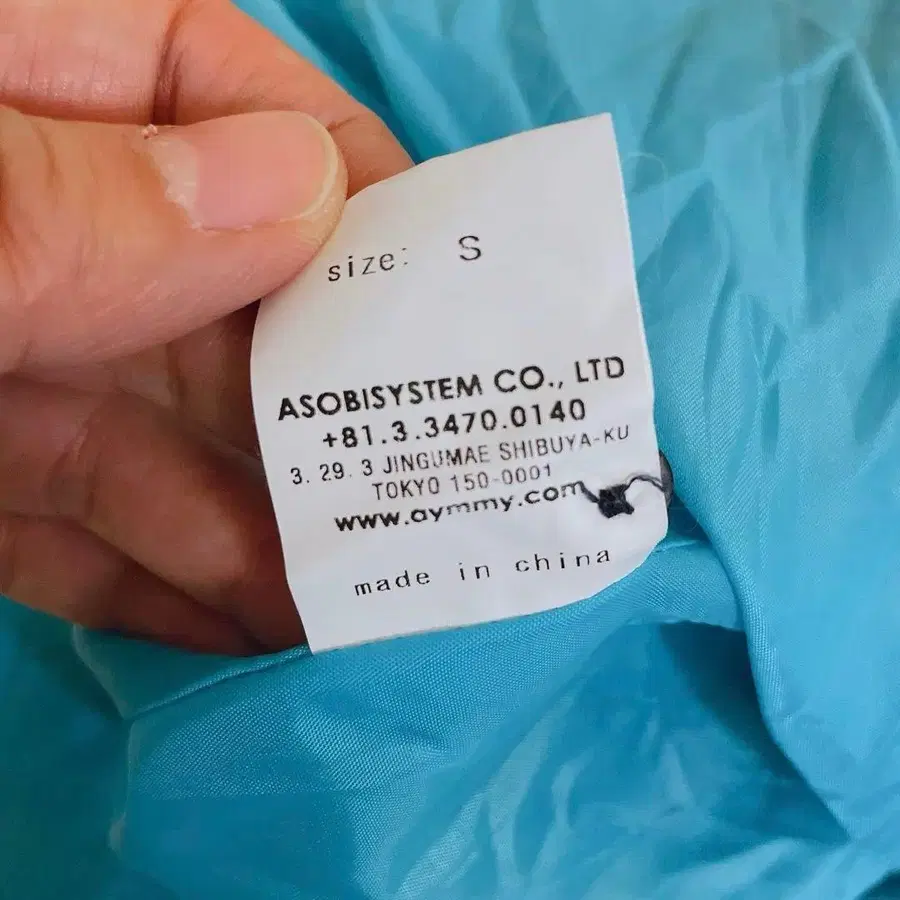 size: S
ASOBISYSTEM CO., LTD
+81.3.3470.0140
3. 29. 3 JINGUMAE SHIBUYA-KU
TOKYO 150-0001
www.aymmy.com
made in china